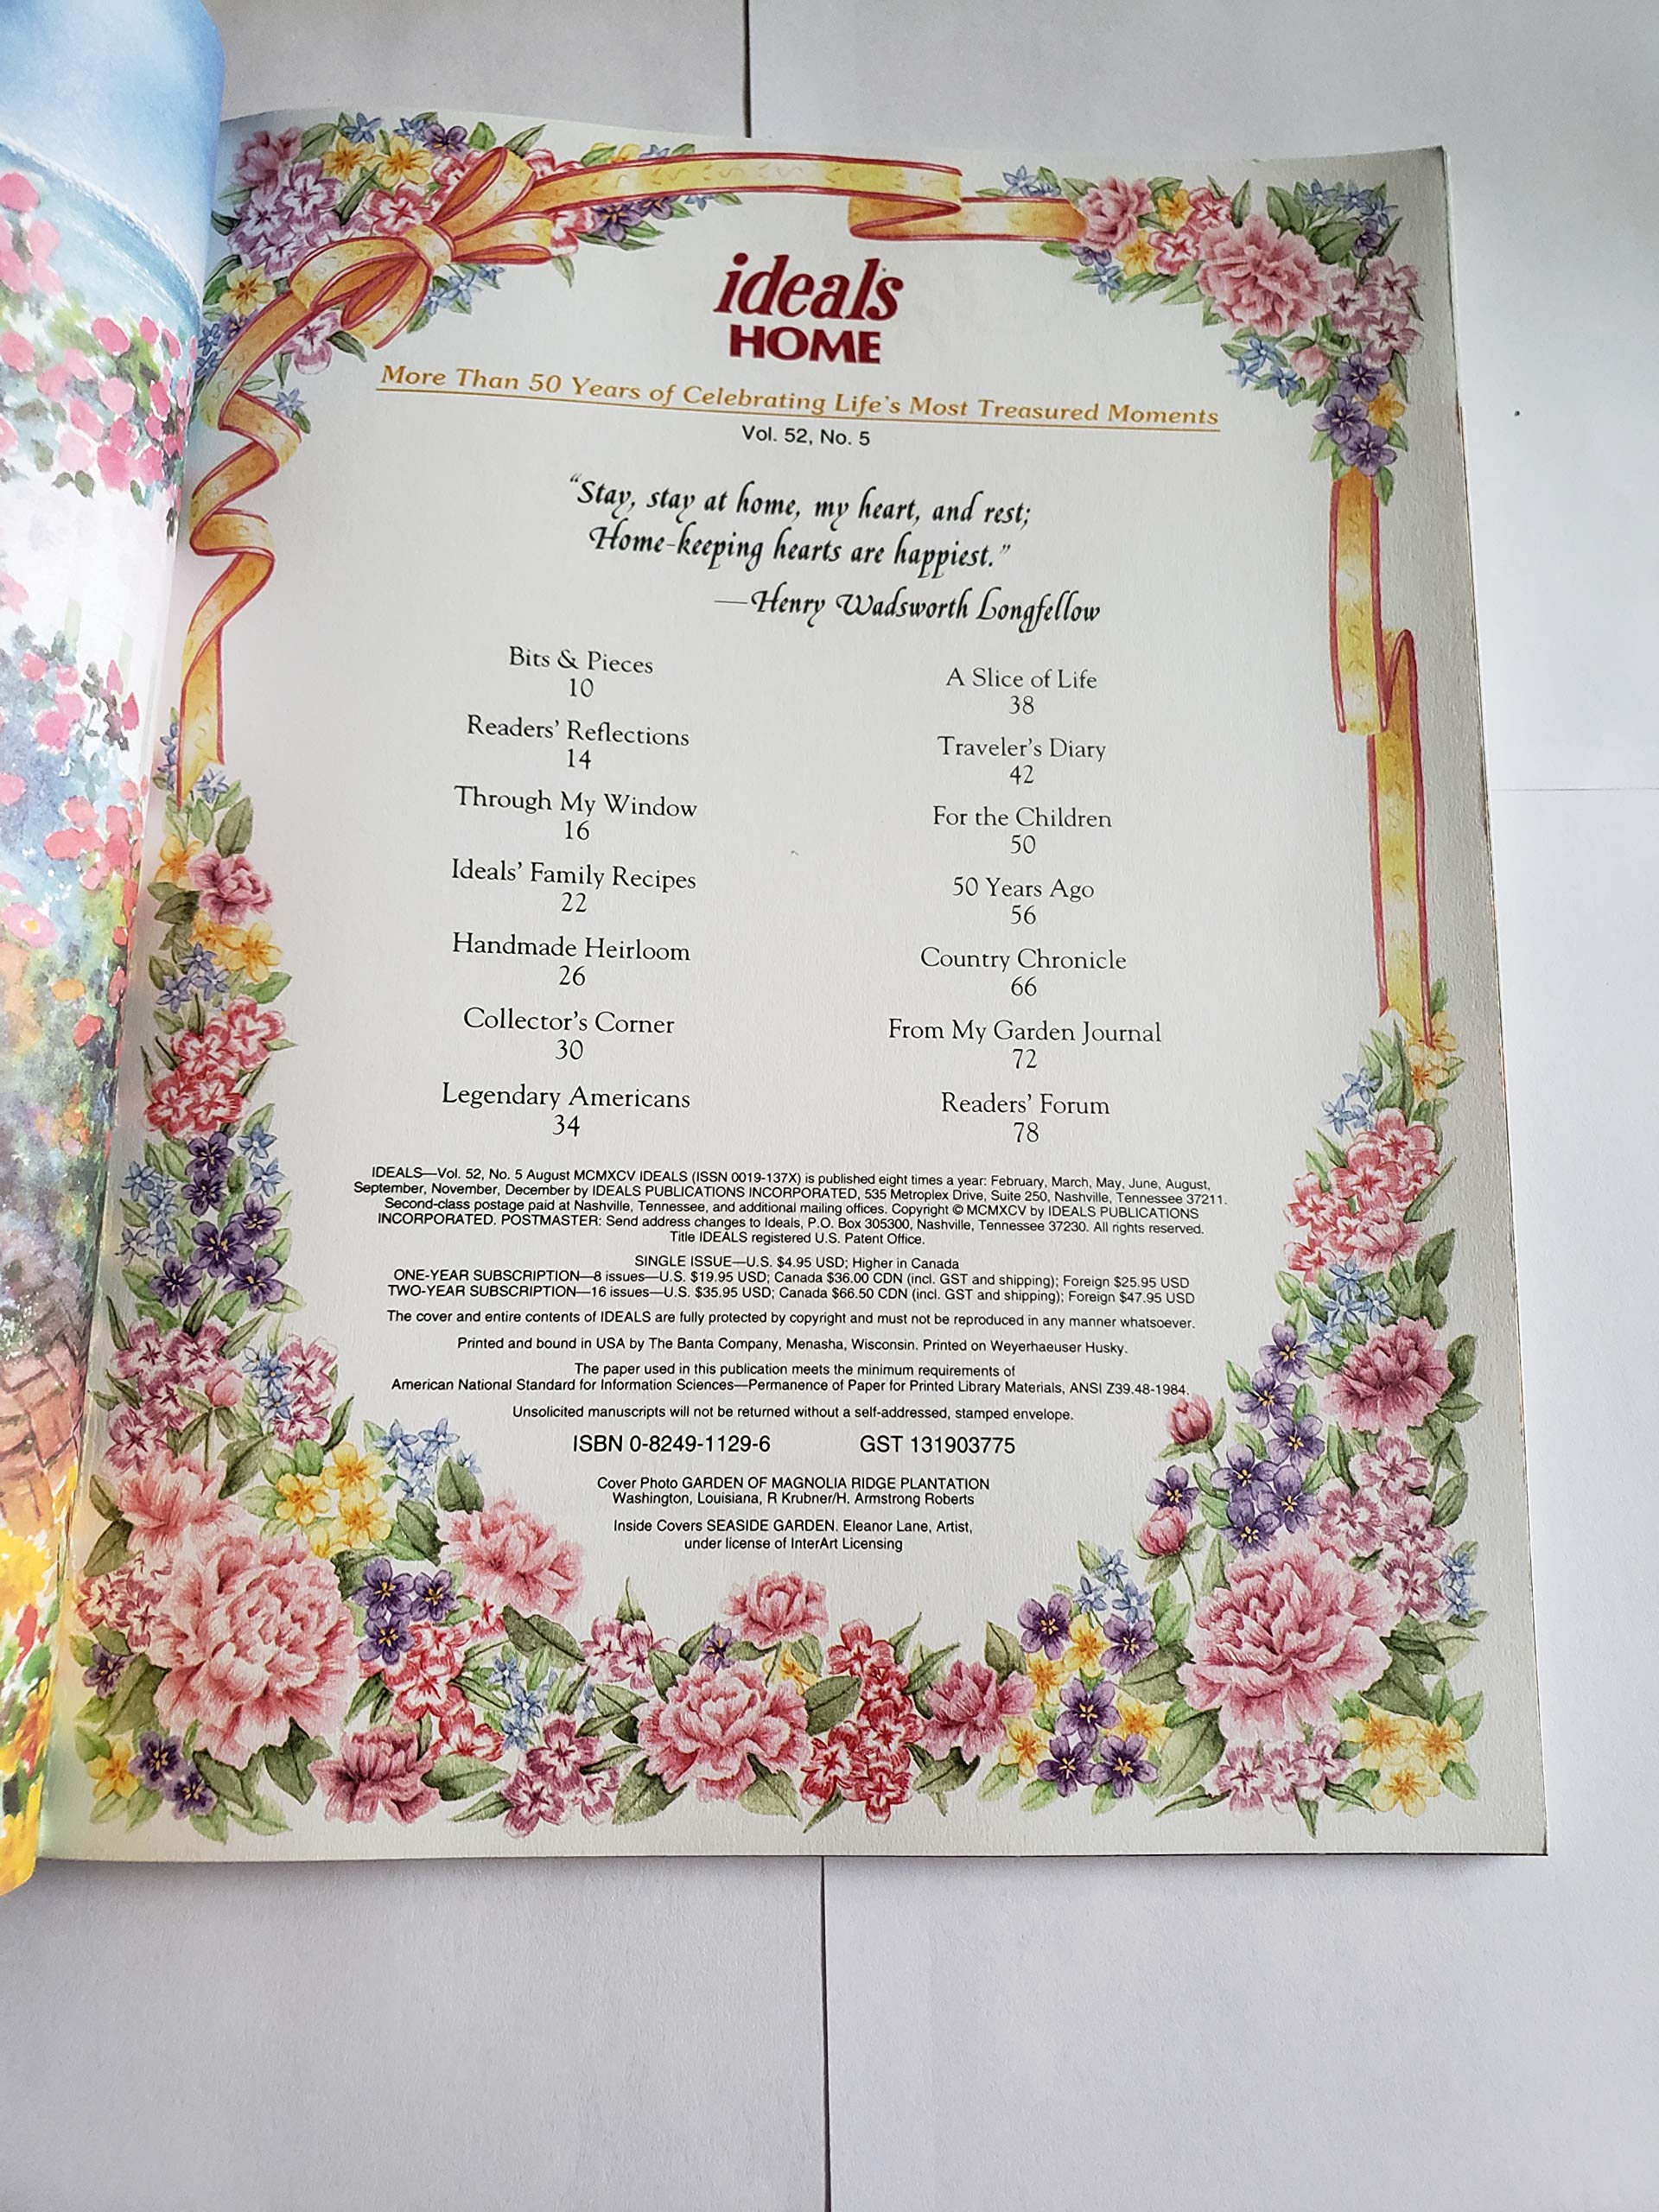 ideals
HOME
More Than 50 Years of Celebrating Life's Most Treasured Moments
Vol. 52, No. 5
“Stay, stay at home, my heart, and rest;
Home-keeping hearts are happiest.”
—Henry Wadsworth Longfellow
Bits & Pieces
10
Readers' Reflections
14
Through My Window
16
Ideals' Family Recipes
22
Handmade Heirloom
26
Collector's Corner
30
Legendary Americans
34
A Slice of Life
38
Traveler's Diary
42
For the Children
50
50 Years Ago
56
Country Chronicle
66
From My Garden Journal
72
Readers' Forum
78
IDEALS—Vol. 52, No. 5 August MCMXCV IDEALS (ISSN 0019-137X) is published eight times a year: February, March, May, June, August,
September, November, December by IDEALS PUBLICATIONS INCORPORATED, 535 Metroplex Drive, Suite 250, Nashville, Tennessee 37211.
Second-class postage paid at Nashville, Tennessee, and additional mailing offices. Copyright © MCMXCV by IDEALS PUBLICATIONS
INCORPORATED. POSTMASTER: Send address changes to Ideals, P.O. Box 305300, Nashville, Tennessee 37230. All rights reserved.
Title IDEALS registered U.S. Patent Office.
SINGLE ISSUE—U.S. $4.95 USD; Higher in Canada
ONE-YEAR SUBSCRIPTION—8 issues—U.S. $19.95 USD; Canada $36.00 CDN (incl. GST and shipping); Foreign $25.95 USD
TWO-YEAR SUBSCRIPTION—16 issues—U.S. $35.95 USD; Canada $66.50 CDN (incl. GST and shipping); Foreign $47.95 USD
The cover and entire contents of IDEALS are fully protected by copyright and must not be reproduced in any manner whatsoever.
Printed and bound in USA by The Banta Company, Menasha, Wisconsin. Printed on Weyerhaeuser Husky.
The paper used in this publication meets the minimum requirements of
American National Standard for Information Sciences—Permanence of Paper for Printed Library Materials, ANSI Z39.48-1984.
Unsolicited manuscripts will not be returned without a self-addressed, stamped envelope.
ISBN 0-8249-1129-6 GST 131903775
Cover Photo GARDEN OF MAGNOLIA RIDGE PLANTATION
Washington, Louisiana, R Krubner/H. Armstrong Roberts
Inside Covers SEASIDE GARDEN. Eleanor Lane, Artist,
under license of InterArt Licensing